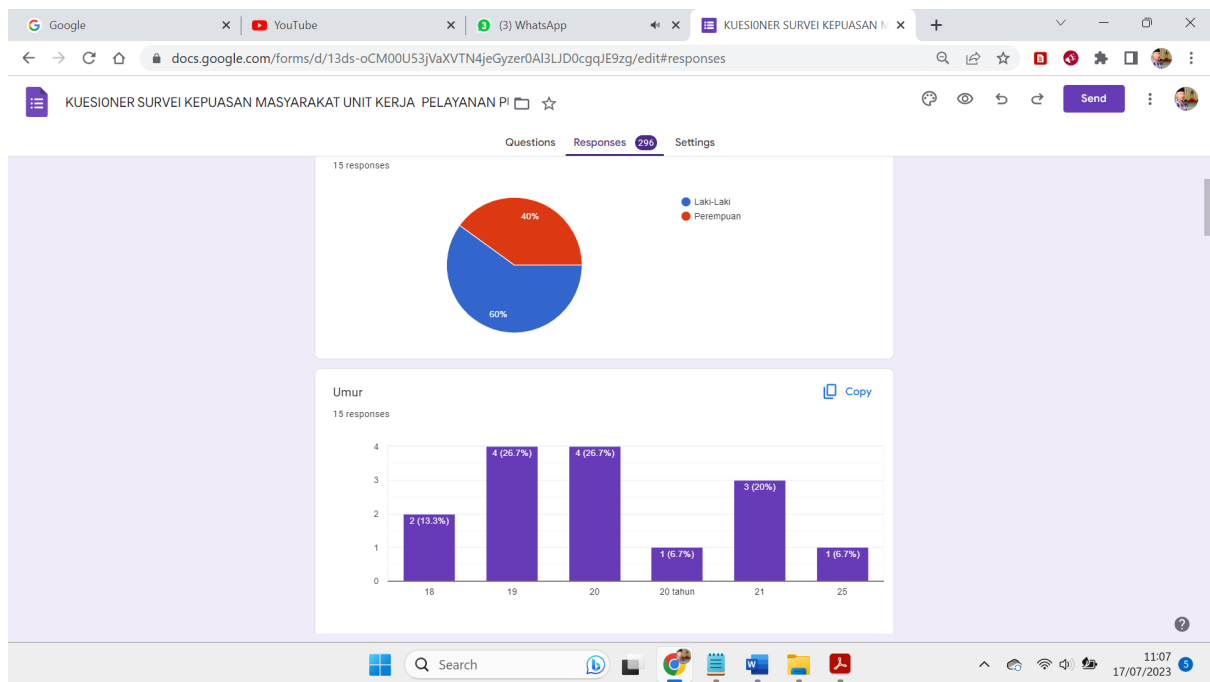 Google
YouTube
(3) WhatsApp
KUESI0NER SURVEI KEPUASAN M
docs.google.com/forms/d/13ds-oCM00U53jVaXVTN4jeGyzer0Al3LJD0cgqJE9zg/edit#responses
KUESI0NER SURVEI KEPUASAN MASYARAKAT UNIT KERJA PELAYANAN P
Send
Questions
Responses 296
Settings
15 responses
Laki-Laki
Perempuan
40%
60%
Umur
Copy
15 responses
4
3
2
1
0
2 (13.3%)
4 (26.7%)
4 (26.7%)
1 (6.7%)
3 (20%)
1 (6.7%)
18
19
20
20 tahun
21
25
Search
11:07
17/07/2023
5